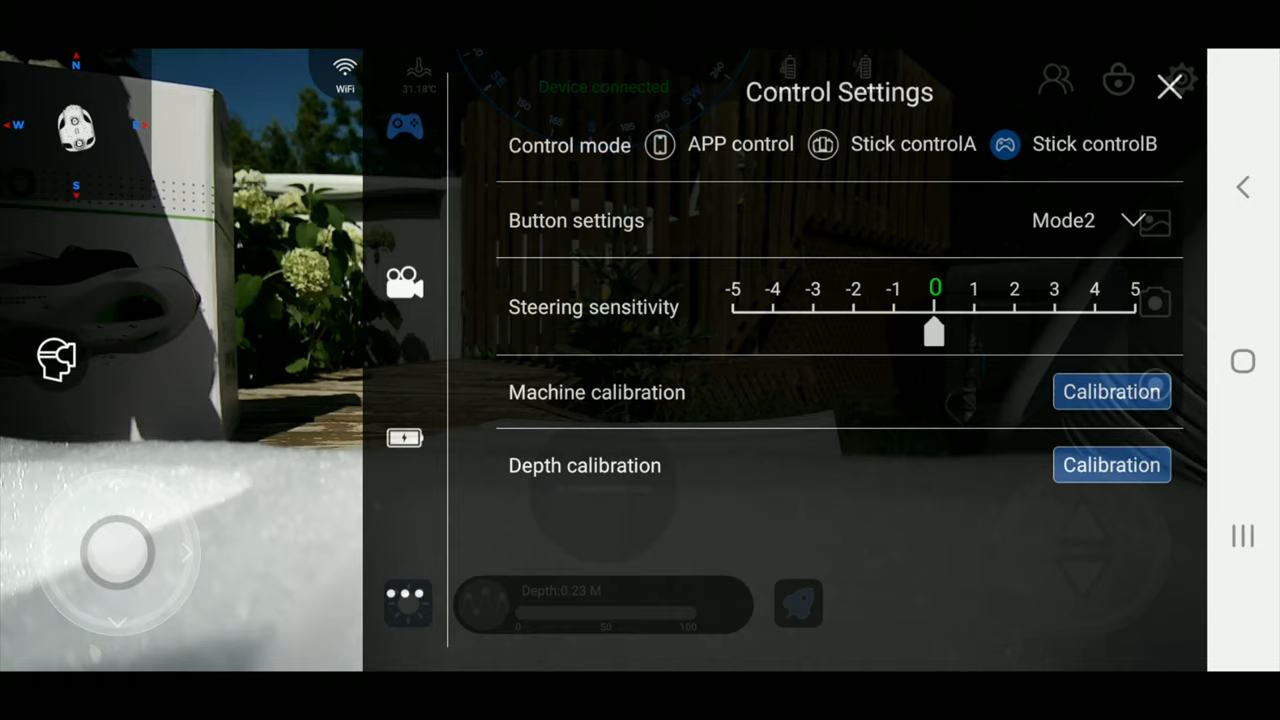 N
W
S
WiFi
31.18°C
Device connected
Control Settings
Control mode APP control Stick controlA Stick controlB
Button settings Mode2
Steering sensitivity -5 -4 -3 -2 -1 0 1 2 3 4 5
Machine calibration Calibration
Depth calibration Calibration
Depth:0.23 M
0 50 100